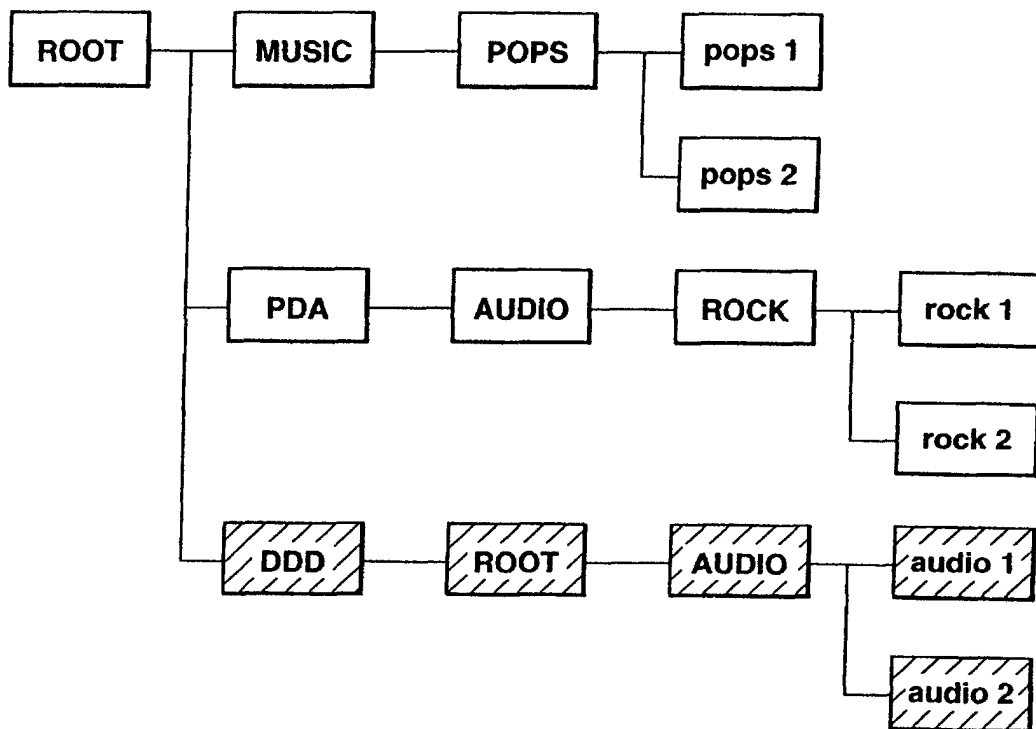 ROOT MUSIC POPS pops 1
pops 2
PDA AUDIO ROCK rock 1
rock 2
DDD ROOT AUDIO audio 1
audio 2